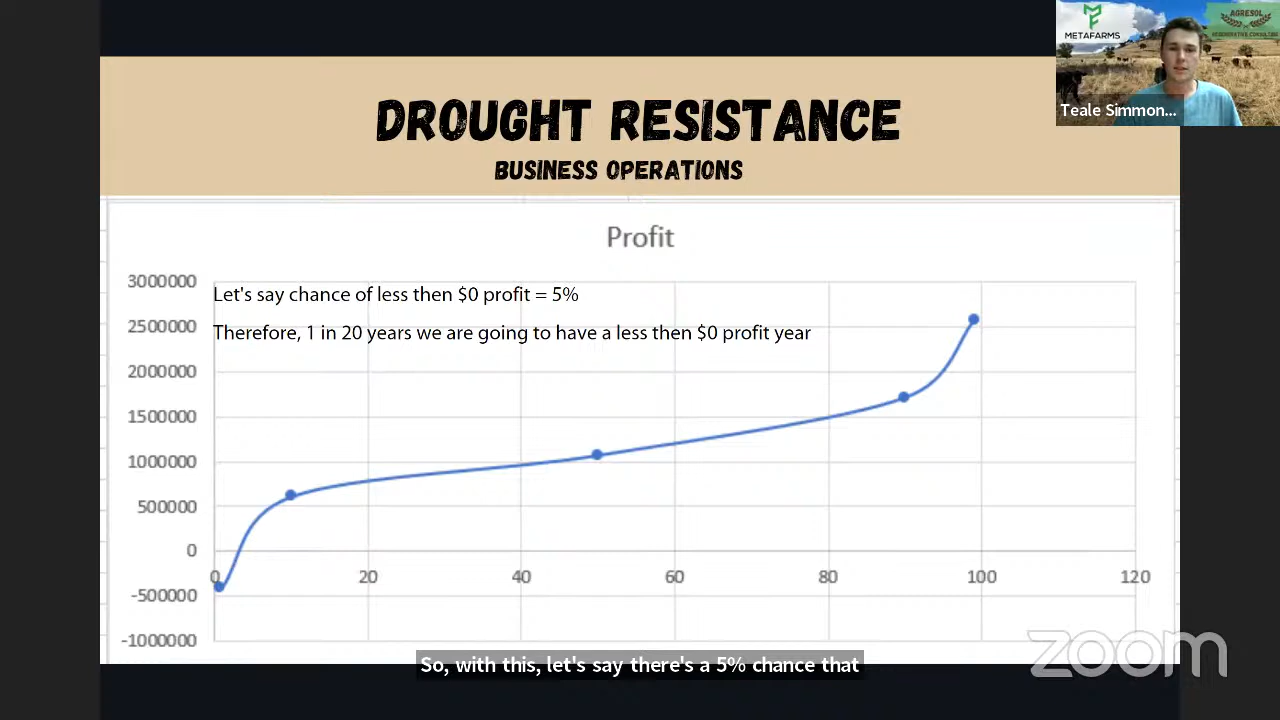 METAFARMS
AGRESOL
REGENERATIVE CONSULTING
Teale Simmon...
DROUGHT RESISTANCE
BUSINESS OPERATIONS
Profit
3000000
Let's say chance of less then $0 profit = 5%
2500000
Therefore, 1 in 20 years we are going to have a less then $0 profit year
2000000
1500000
1000000
500000
0
0 20 40 60 80 100 120
-500000
-1000000
zoom
So, with this, let's say there's a 5% chance that